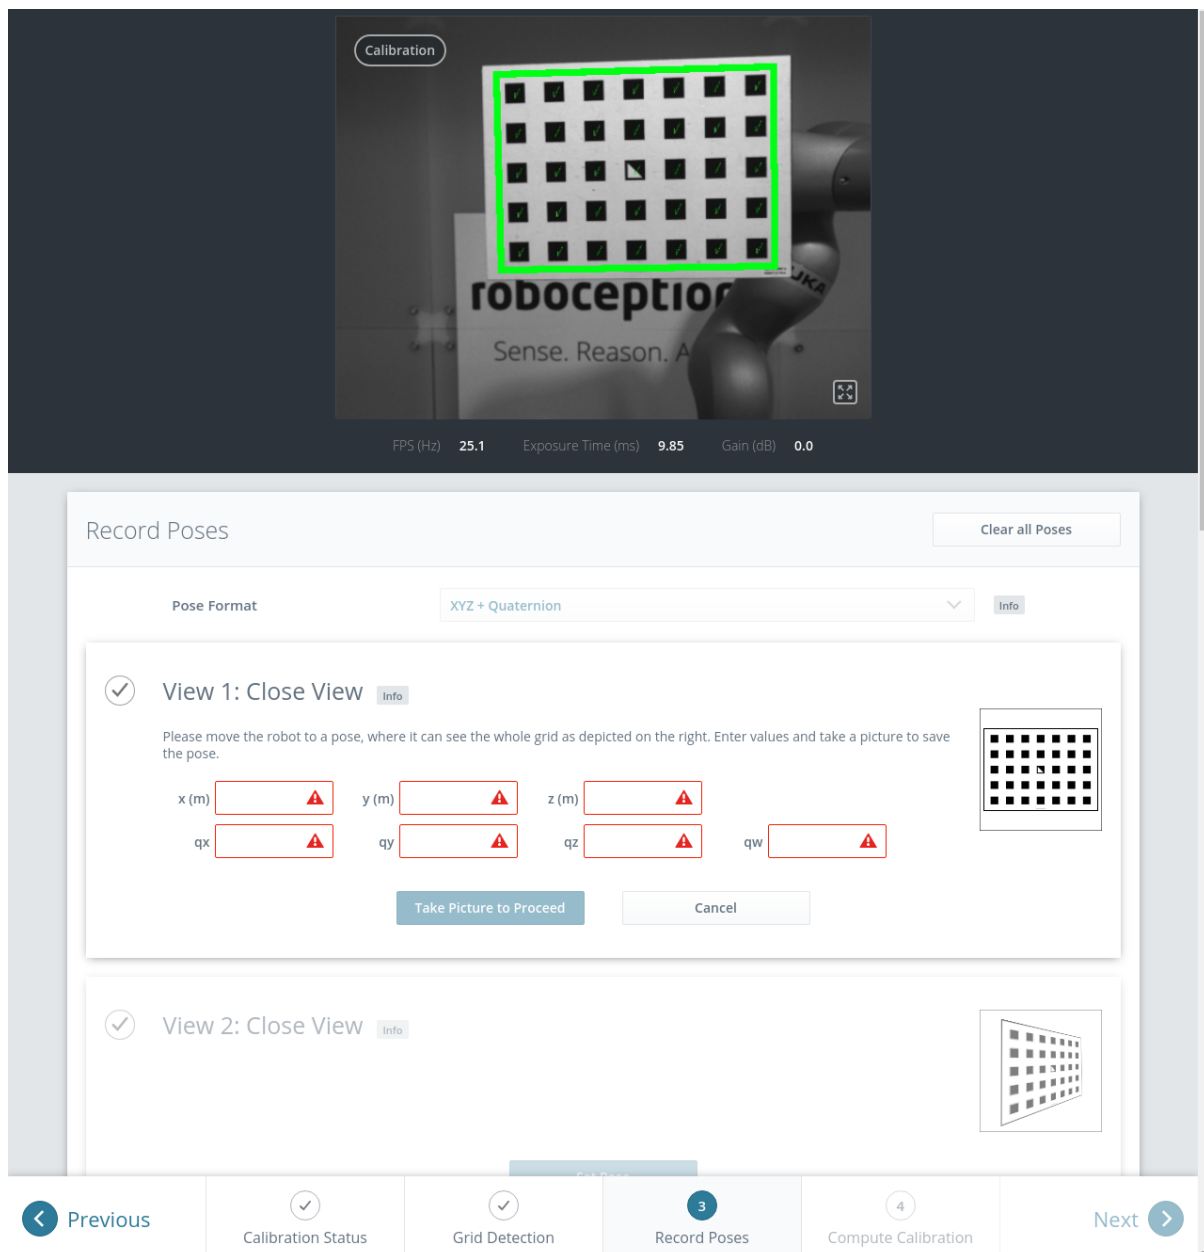 Calibration
roboception
Sense. Reason. A
UKA
FPS (Hz) 25.1 Exposure Time (ms) 9.85 Gain (dB) 0.0
Record Poses
Clear all Poses
Pose Format
XYZ + Quaternion
Info
View 1: Close View
Info
Please move the robot to a pose, where it can see the whole grid as depicted on the right. Enter values and take a picture to save
the pose.
x (m) y (m) z (m)
qx qy qz qw
Take Picture to Proceed
Cancel
View 2: Close View
Info
Previous
Calibration Status
Grid Detection
3
Record Poses
4
Compute Calibration
Next